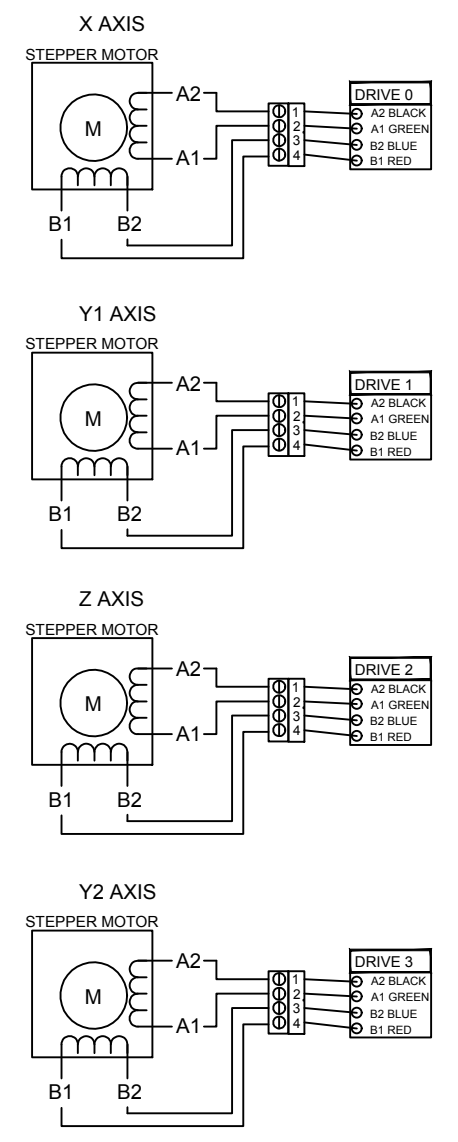 X AXIS
STEPPER MOTOR
M
A2
A1
B1 B2
1
2
3
4
DRIVE 0
A2 BLACK
A1 GREEN
B2 BLUE
B1 RED
Y1 AXIS
STEPPER MOTOR
M
A2
A1
B1 B2
1
2
3
4
DRIVE 1
A2 BLACK
A1 GREEN
B2 BLUE
B1 RED
Z AXIS
STEPPER MOTOR
M
A2
A1
B1 B2
1
2
3
4
DRIVE 2
A2 BLACK
A1 GREEN
B2 BLUE
B1 RED
Y2 AXIS
STEPPER MOTOR
M
A2
A1
B1 B2
1
2
3
4
DRIVE 3
A2 BLACK
A1 GREEN
B2 BLUE
B1 RED